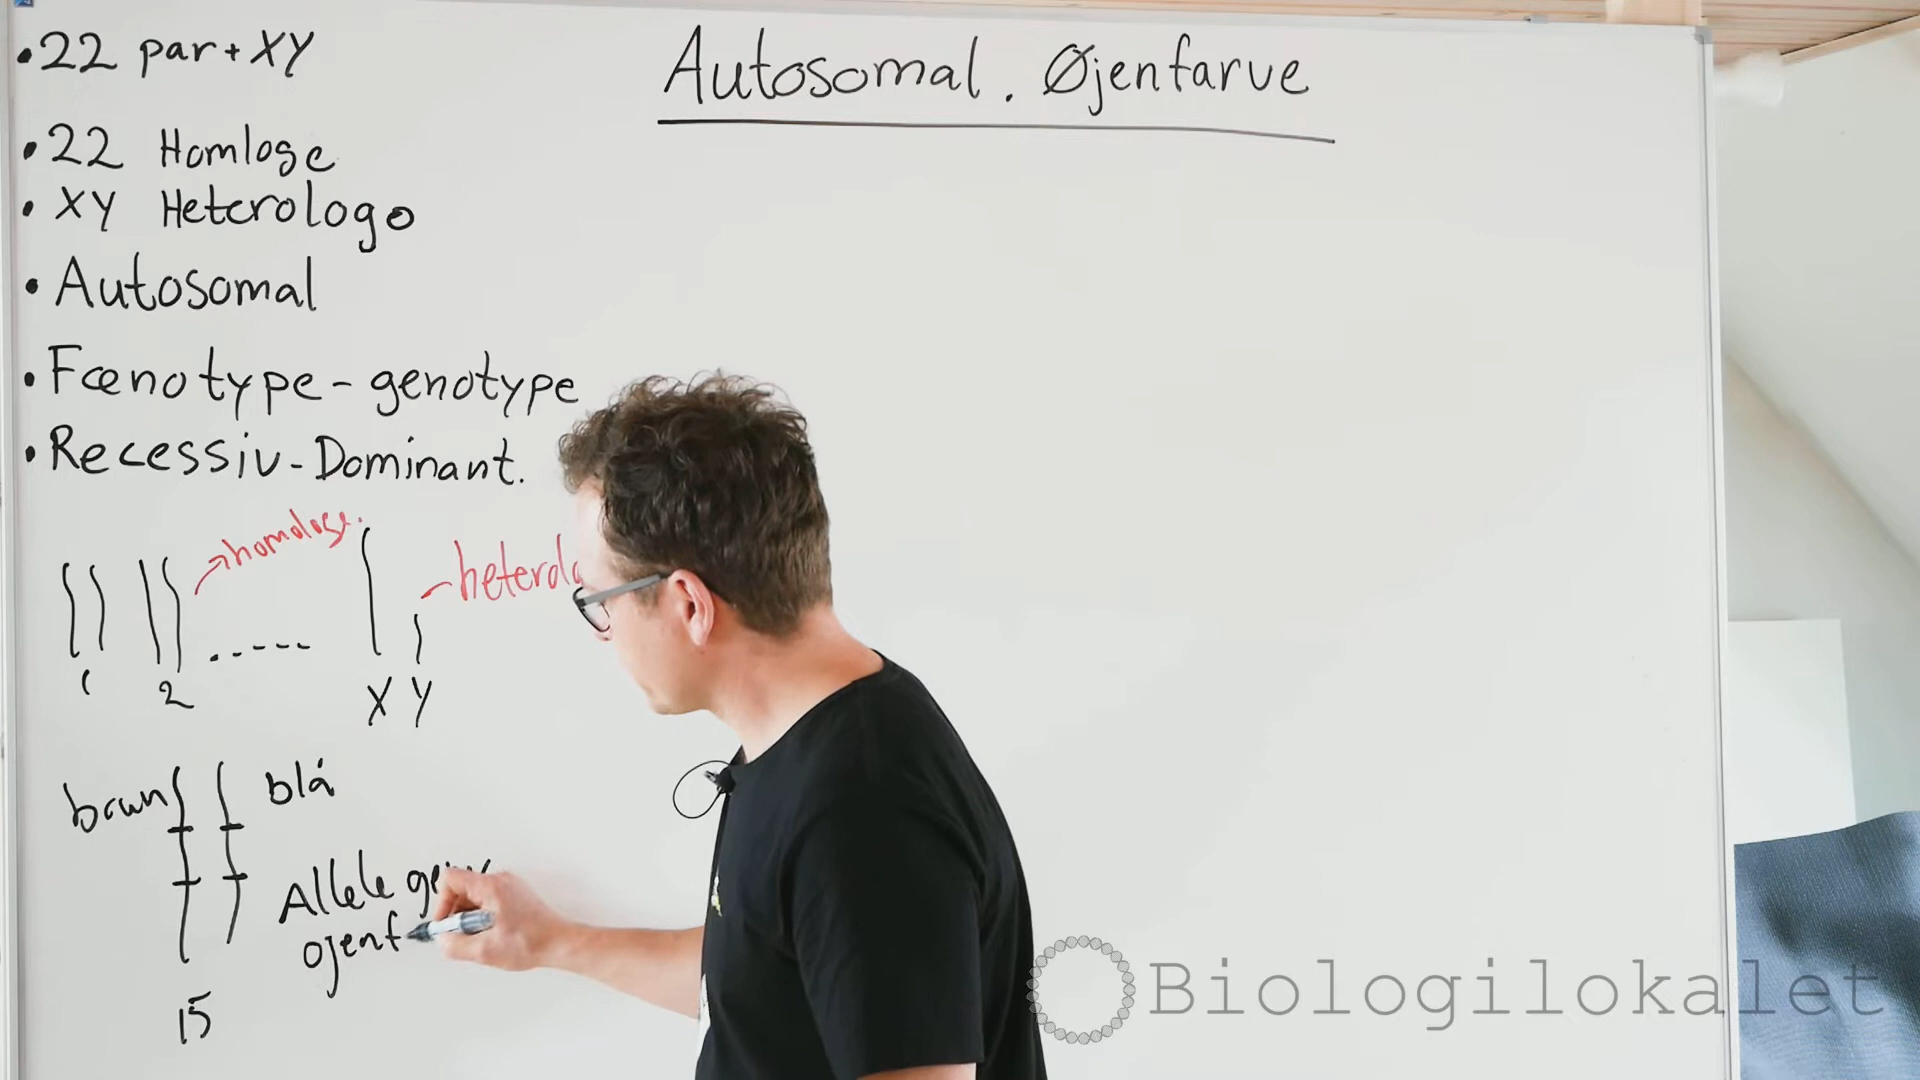 Autosomal. Øjenfarve
•22 par+XY
•22 Homloge
•XY Heterologe
•Autosomal
•Fænotype-genotype
•Recessiv-Dominant.
homologe.
1 2 X Y
brun blå
Allele
15
Biologilokalet